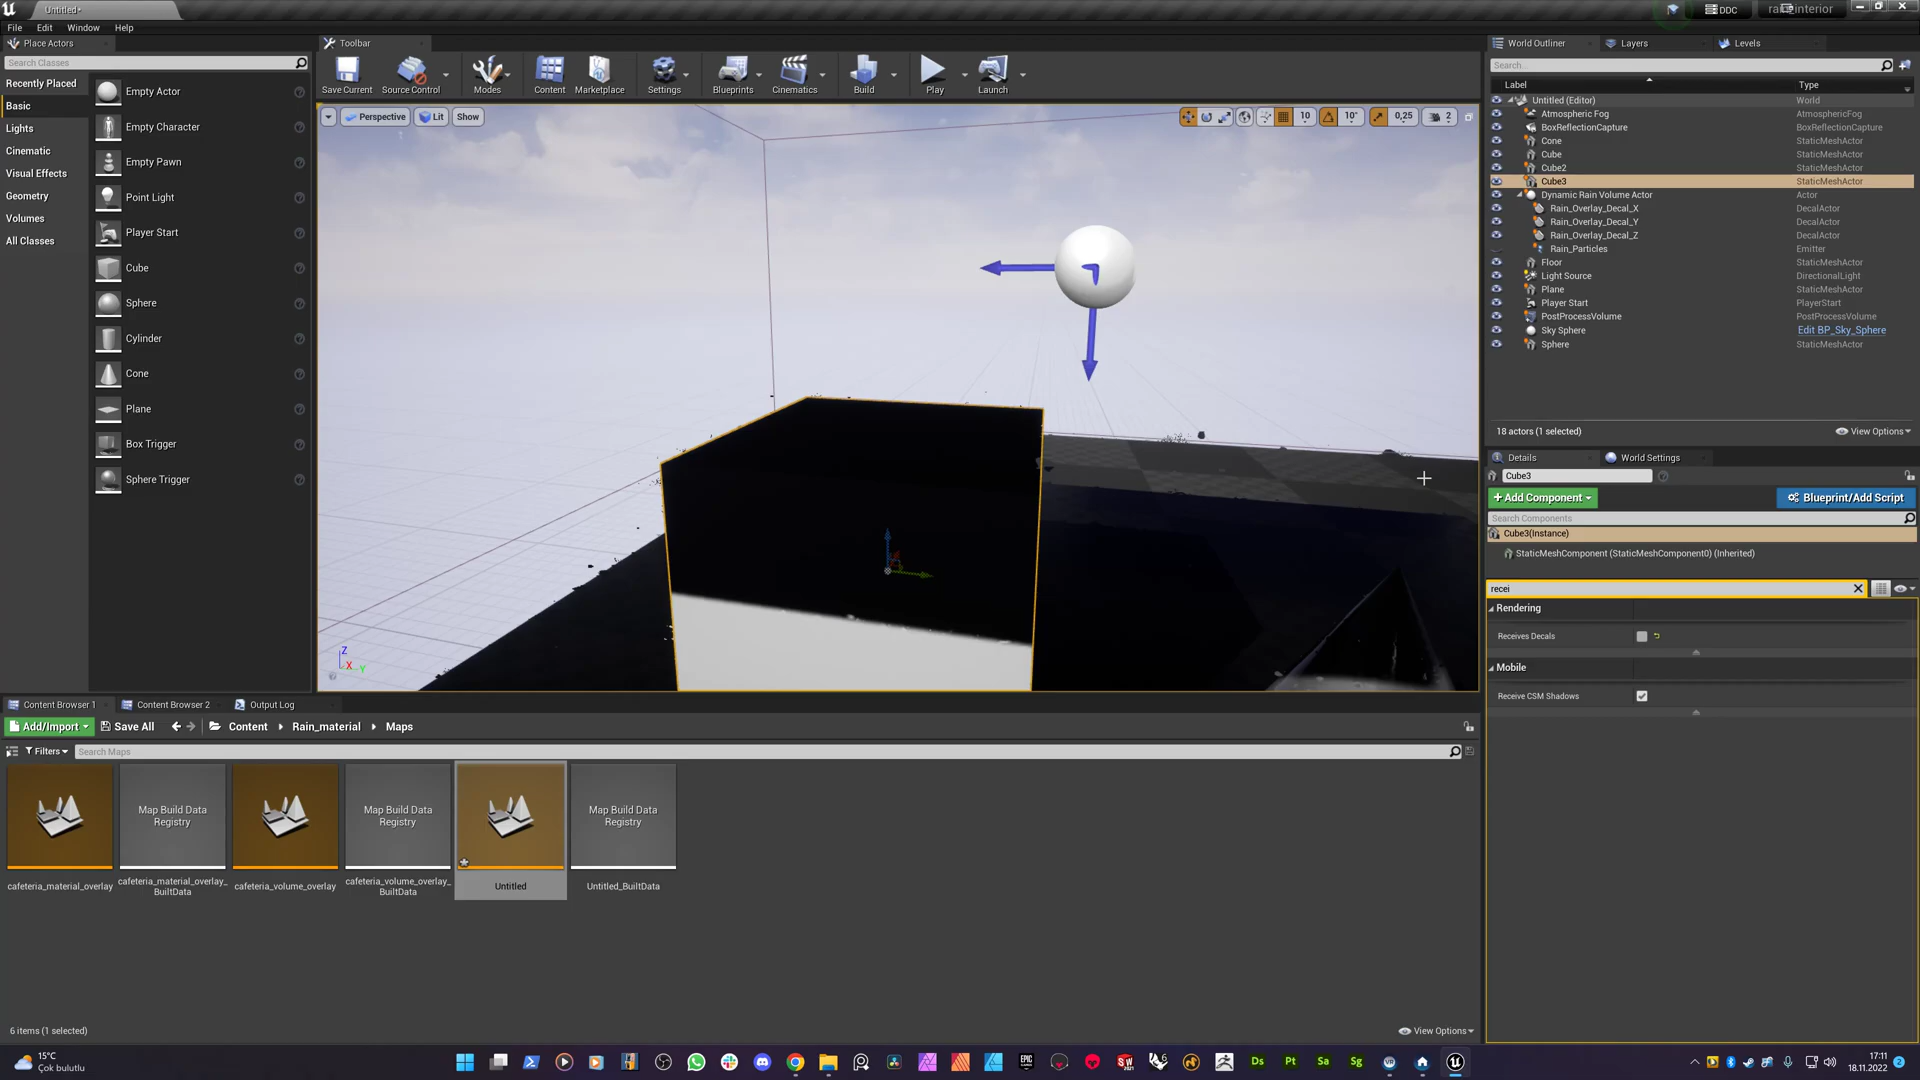 Untitled*
DDC
rain_interior
File Edit Window Help
Place Actors
Search Classes
Recently Placed
Basic
Lights
Cinematic
Visual Effects
Geometry
Volumes
All Classes
Empty Actor
Empty Character
Empty Pawn
Point Light
Player Start
Cube
Sphere
Cylinder
Cone
Plane
Box Trigger
Sphere Trigger
Toolbar
Save Current Source Control Modes Content Marketplace Settings Blueprints Cinematics Build Play Launch
Perspective Lit Show
10 10° 0,25 2
Z
X Y
World Outliner Layers Levels
Search...
Label Type
Untitled (Editor) World
Atmospheric Fog AtmosphericFog
BoxReflectionCapture BoxReflectionCapture
Cone StaticMeshActor
Cube StaticMeshActor
Cube2 StaticMeshActor
Cube3 StaticMeshActor
Dynamic Rain Volume Actor Actor
Rain_Overlay_Decal_X DecalActor
Rain_Overlay_Decal_Y DecalActor
Rain_Overlay_Decal_Z DecalActor
Rain_Particles Emitter
Floor StaticMeshActor
Light Source DirectionalLight
Plane StaticMeshActor
Player Start PlayerStart
PostProcessVolume PostProcessVolume
Sky Sphere Edit BP_Sky_Sphere
Sphere StaticMeshActor
18 actors (1 selected) View Options
Details World Settings
Cube3
+ Add Component Blueprint/Add Script
Search Components
Cube3(Instance)
StaticMeshComponent (StaticMeshComponent0) (Inherited)
recei
Rendering
Receives Decals
Mobile
Receive CSM Shadows
Content Browser 1 Content Browser 2 Output Log
Add/Import Save All Content Rain_material Maps
Filters Search Maps
Map Build Data Registry
Map Build Data Registry
Map Build Data Registry
cafeteria_material_overlay
cafeteria_material_overlay_BuiltData
cafeteria_volume_overlay
cafeteria_volume_overlay_BuiltData
Untitled
Untitled_BuiltData
6 items (1 selected) View Options
15°C
Çok bulutlu
SW
2021
6
Ds Pt Sa Sg
17:11
18.11.2022
2